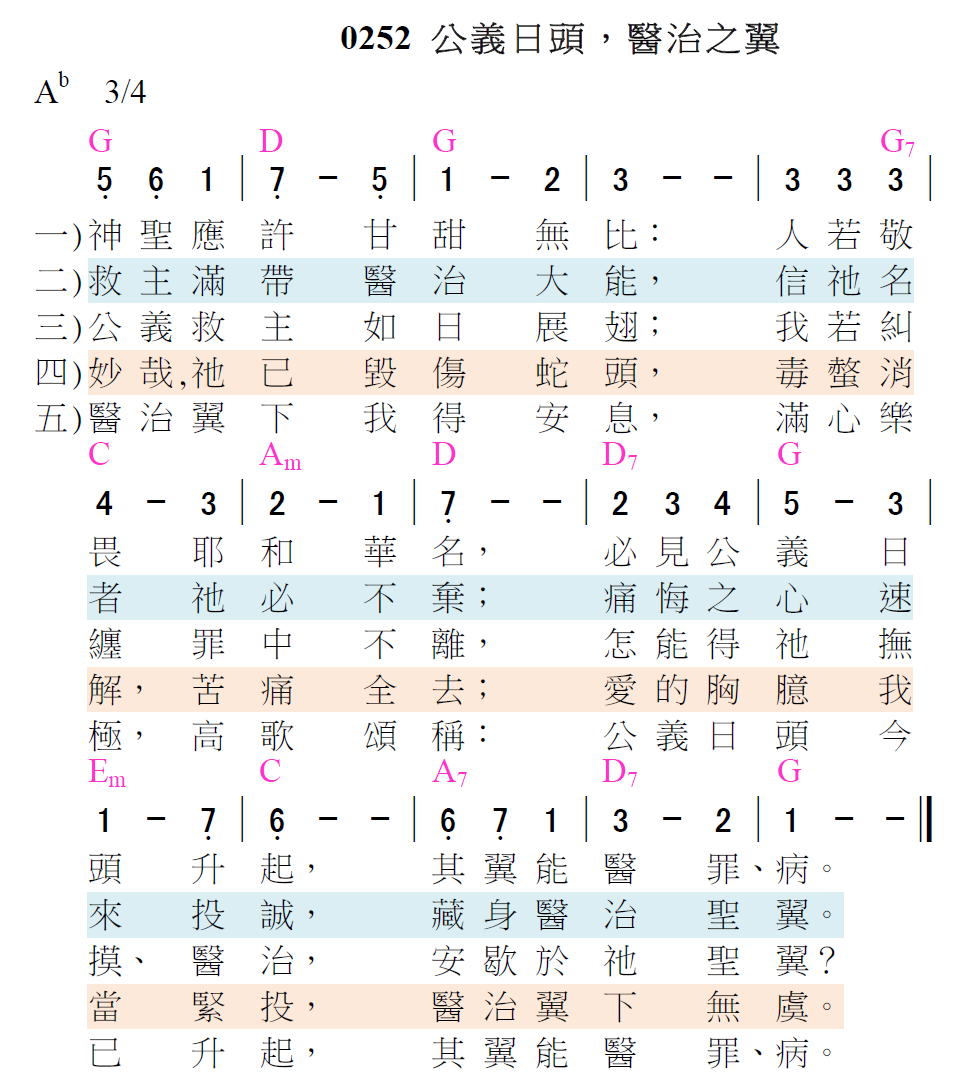 0252 公義日頭，醫治之翼
Ab 3/4
G D G G7
5̣ 6̣ 1 | 7̣ - 5̣ | 1 - 2 | 3 - - | 3 3 3 |
一)神聖應許甘甜無比：人若敬
二)救主滿帶醫治大能，信祂名
三)公義救主如日展翅；我若糾
四)妙哉,祂已毀傷蛇頭，毒螫消
五)醫治翼下我得安息，滿心樂
C Am D D7 G
4 - 3 | 2 - 1 | 7̣ - - | 2 3 4 | 5 - 3 |
畏耶和華名，必見公義日
者祂必不棄；痛悔之心速
纏罪中不離，怎能得祂撫
解，苦痛全去；愛的胸臆我
極，高歌頌稱：公義日頭今
Em C A7 D7 G
1 - 7̣ | 6̣ - - | 6̣ 7̣ 1 | 3 - 2 | 1 - - ‖
頭升起，其翼能醫罪、病。
來投誠，藏身醫治聖翼。
摸、醫治，安歇於祂聖翼？
當緊投，醫治翼下無虞。
已升起，其翼能醫罪、病。